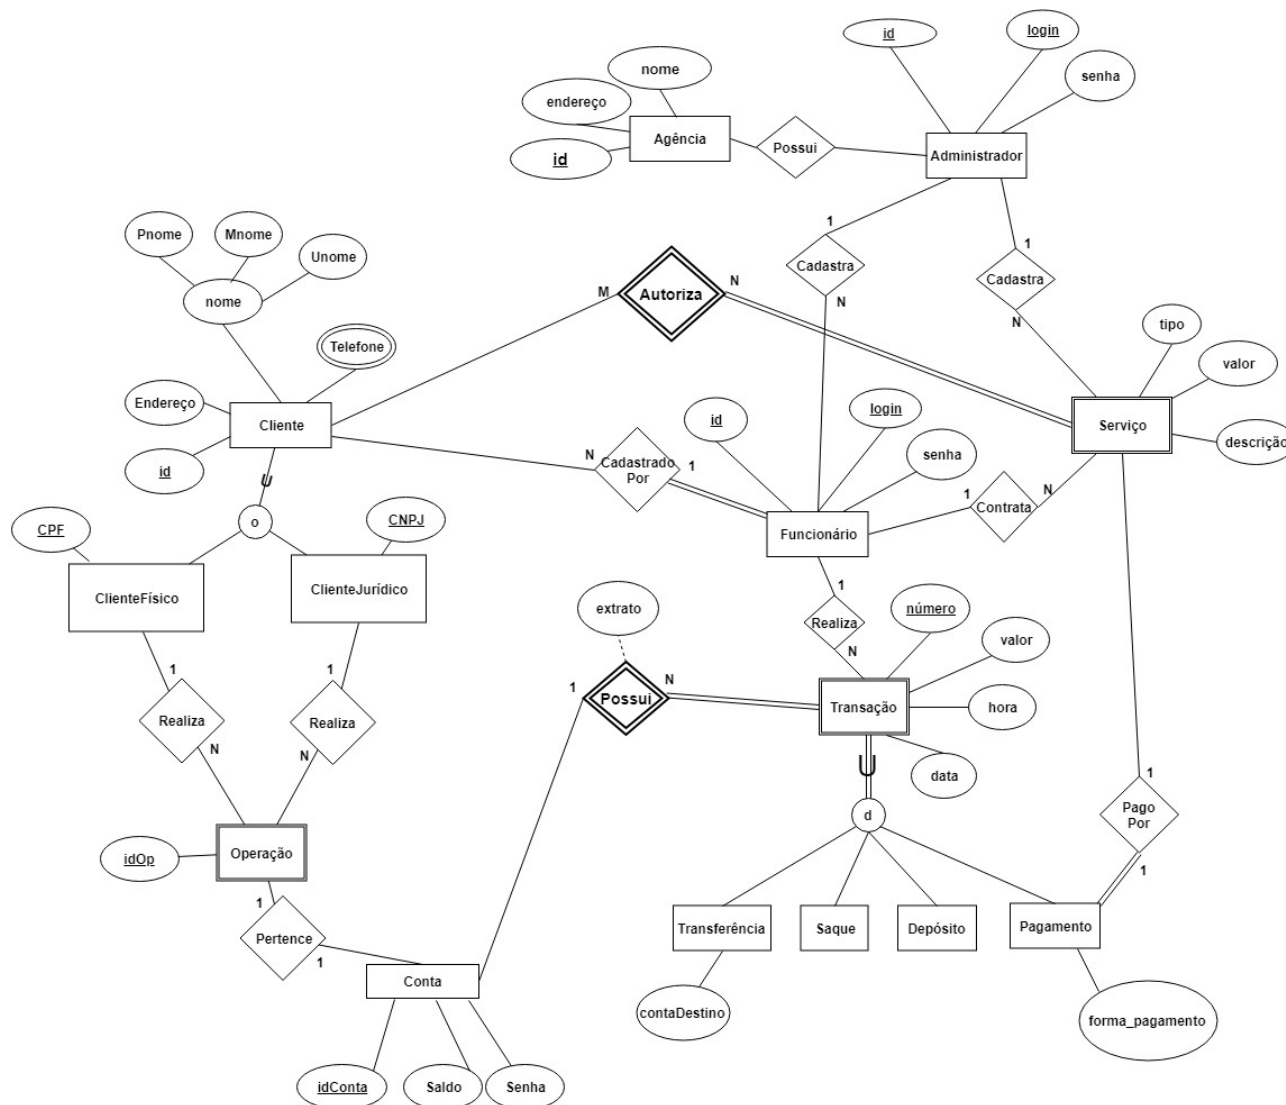 id
login
nome
senha
endereço
Agência
Possui
Administrador
id
Pnome
Mnome
Unome
nome
1
1
Cadastra
Cadastra
M
Autoriza
N
N
N
tipo
Telefone
valor
Endereço
Cliente
id
login
Serviço
descrição
senha
id
N
Cadastrado
Por
1
1
N
Contrata
U
o
CPF
CNPJ
Funcionário
ClienteFísico
ClienteJurídico
extrato
1
Realiza
N
número
valor
1
1
1
N
Possui
Transação
hora
Realiza
Realiza
N
N
U
data
1
Pago
Por
1
d
idOp
Operação
1
Pertence
1
Transferência
Saque
Depósito
Pagamento
Conta
contaDestino
forma_pagamento
idConta
Saldo
Senha